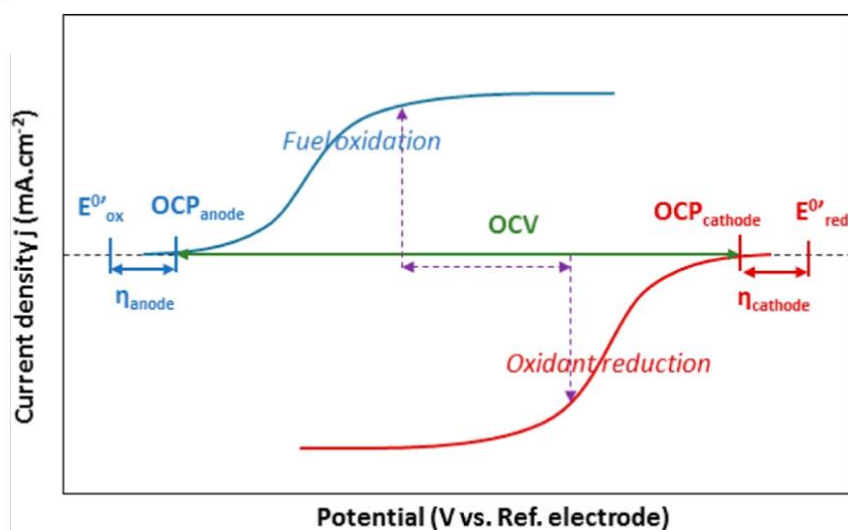 Fuel oxidation
E⁰’ox
OCPanode
OCV
OCPcathode
E⁰’red
ηanode
ηcathode
Oxidant reduction
Current density j (mA.cm⁻²)
Potential (V vs. Ref. electrode)